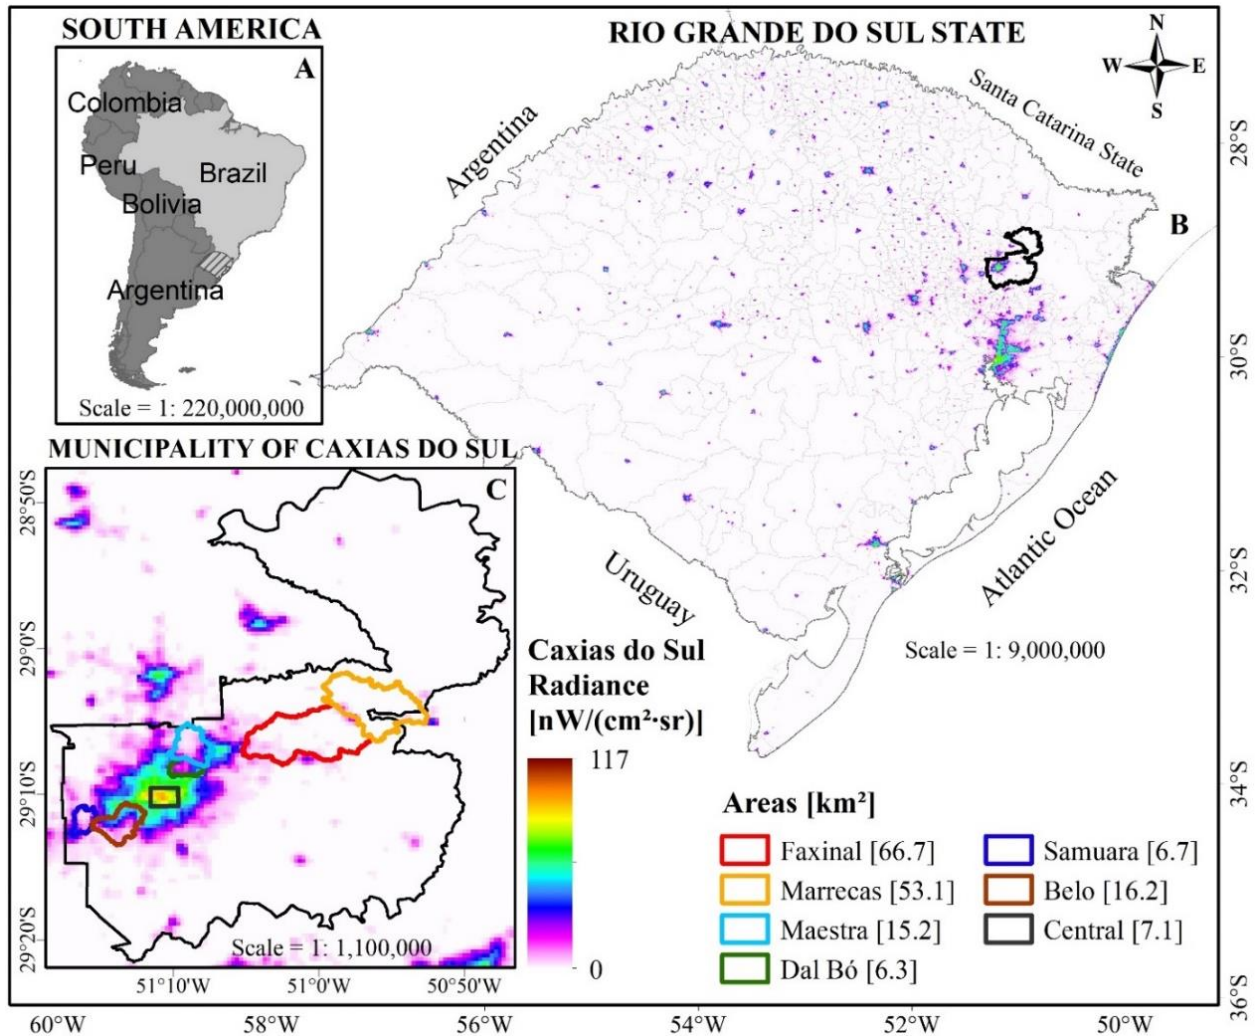 SOUTH AMERICA
A
Colombia
Peru
Brazil
Bolivia
Argentina
Scale = 1: 220,000,000
RIO GRANDE DO SUL STATE
N
W E
S
Argentina
Santa Catarina State
B
Uruguay
Atlantic Ocean
Scale = 1: 9,000,000
28°S
30°S
32°S
34°S
36°S
MUNICIPALITY OF CAXIAS DO SUL
C
28°50'S
29°0'S
29°10'S
29°20'S
Scale = 1: 1,100,000
51°10'W 51°0'W 50°50'W
Caxias do Sul
Radiance
[nW/(cm²·sr)]
117
0
Areas [km²]
Faxinal [66.7]
Marrecas [53.1]
Maestra [15.2]
Dal Bó [6.3]
Samuara [6.7]
Belo [16.2]
Central [7.1]
60°W 58°W 56°W 54°W 52°W 50°W